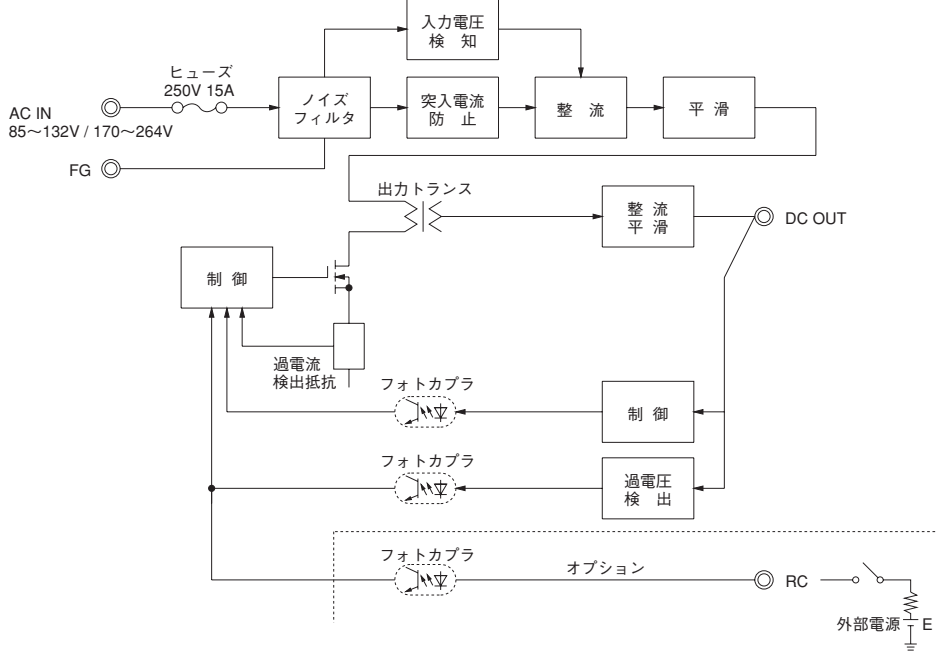 入力電圧
検 知
ヒューズ
250V 15A
AC IN
85〜132V / 170〜264V
ノイズ
フィルタ
突入電流
防 止
整 流
平 滑
FG
出力トランス
整 流
平 滑
DC OUT
制 御
過電流
検出抵抗
フォトカプラ
制 御
フォトカプラ
過電圧
検 出
フォトカプラ
オプション
RC
外部電源
E